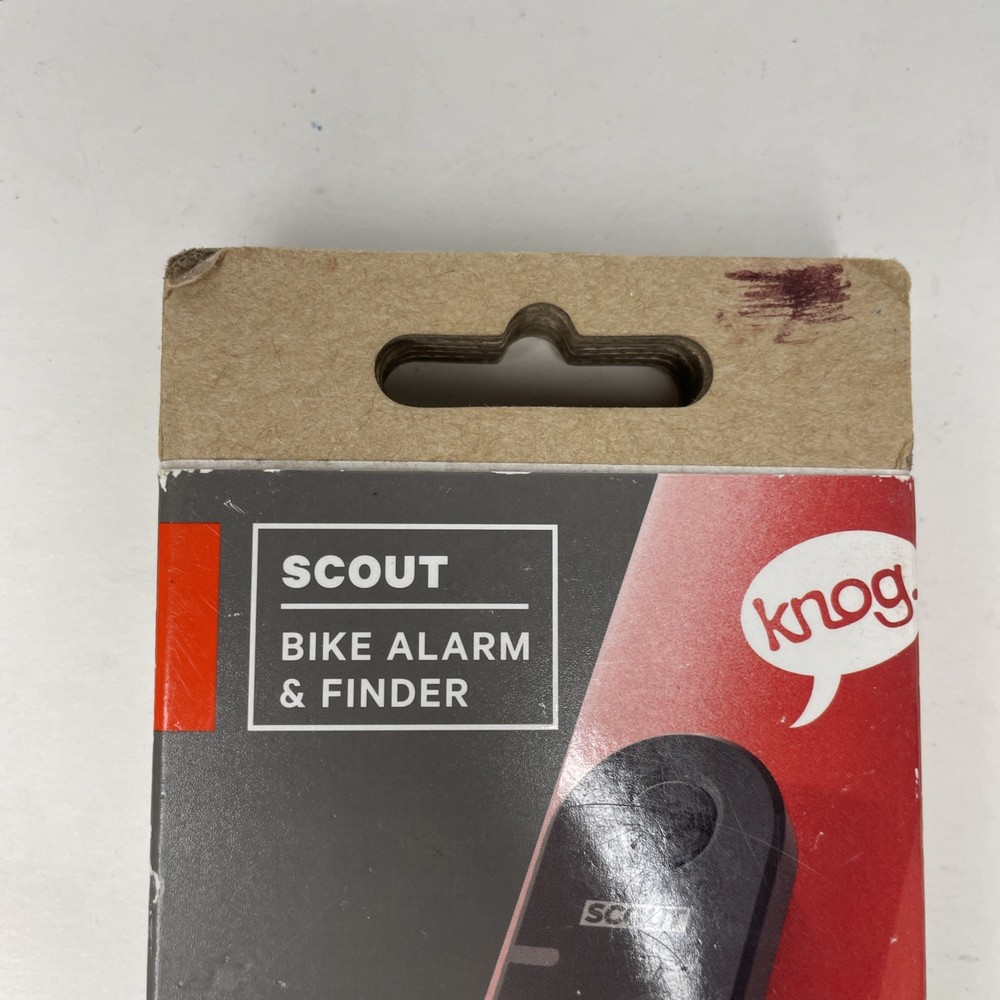 SCOUT
BIKE ALARM
& FINDER
knog.
SCOUT